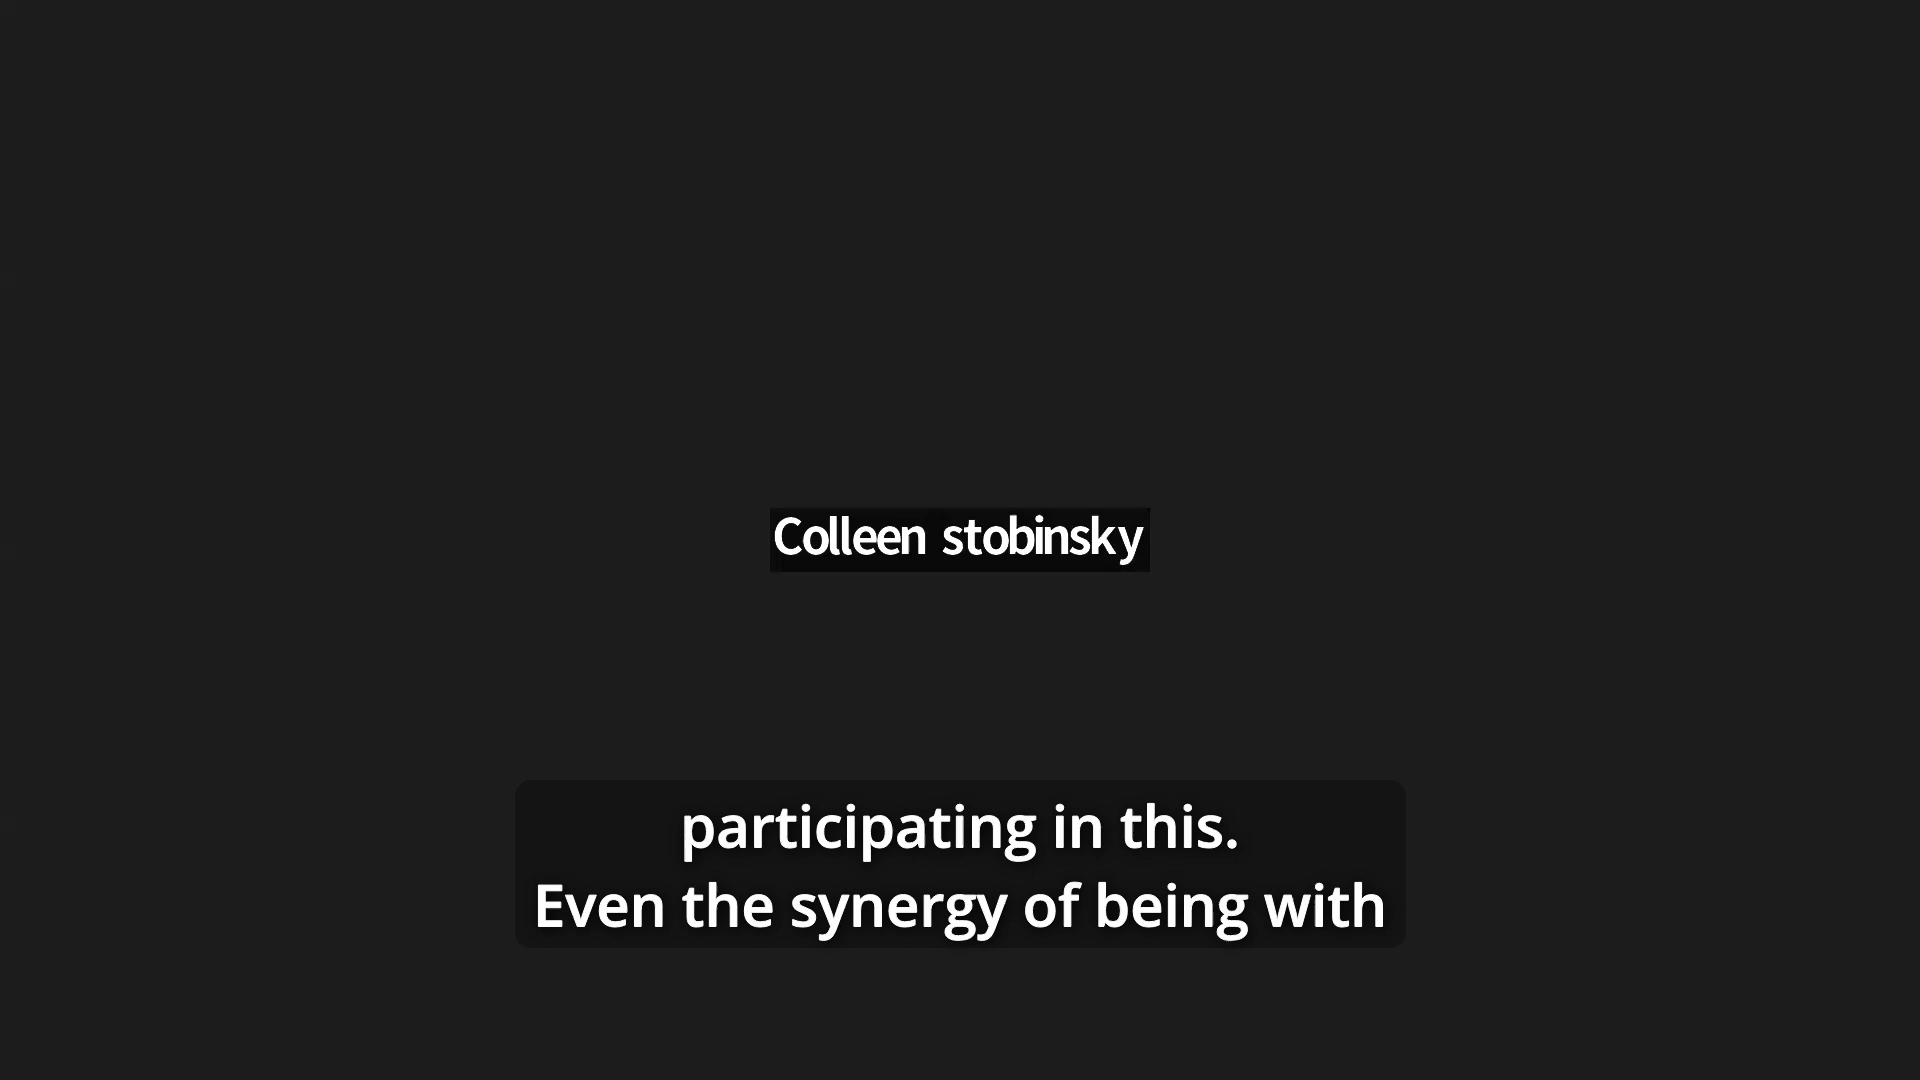 Colleen stobinsky
participating in this.
Even the synergy of being with